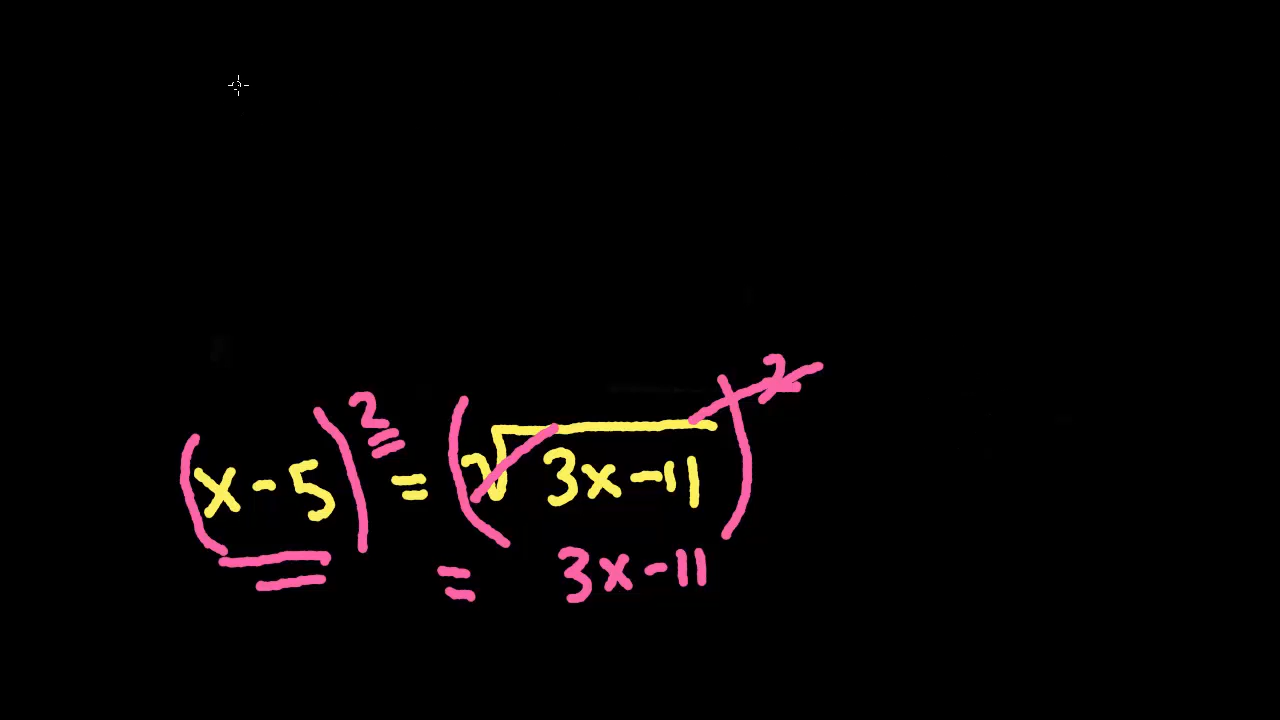 (x-5)² = (√3x-11)²
= 3x-11